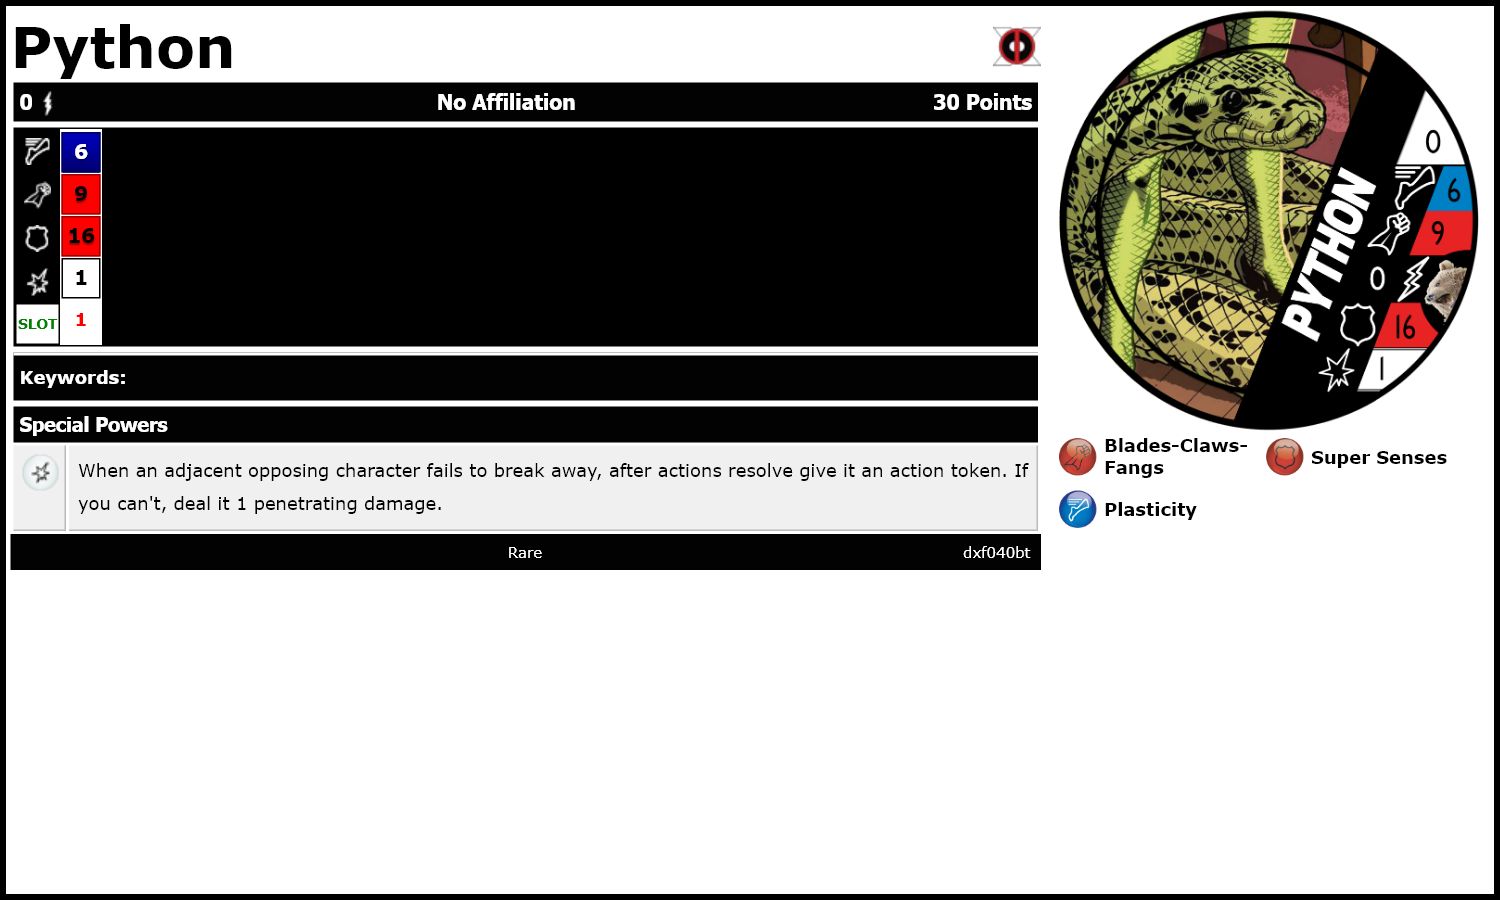 Python
0 No Affiliation 30 Points
6
9
16
1
SLOT 1
Keywords:
Special Powers
When an adjacent opposing character fails to break away, after actions resolve give it an action token. If
you can't, deal it 1 penetrating damage.
Rare dxf040bt
PYTHON
0
6
9
0
16
1
Blades-Claws-
Fangs
Super Senses
Plasticity